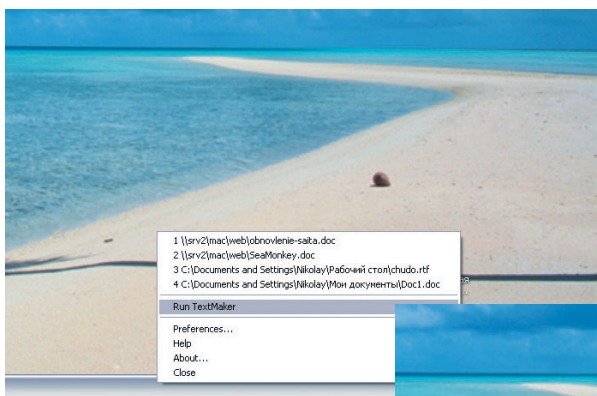 1 \\srv2\mac\web\obnovlenie-saita.doc
2 \\srv2\mac\web\SeaMonkey.doc
3 C:\Documents and Settings\Nikolay\Рабочий стол\chudo.rtf
4 C:\Documents and Settings\Nikolay\Мои документы\Doc1.doc
Run TextMaker
Preferences...
Help
About...
Close